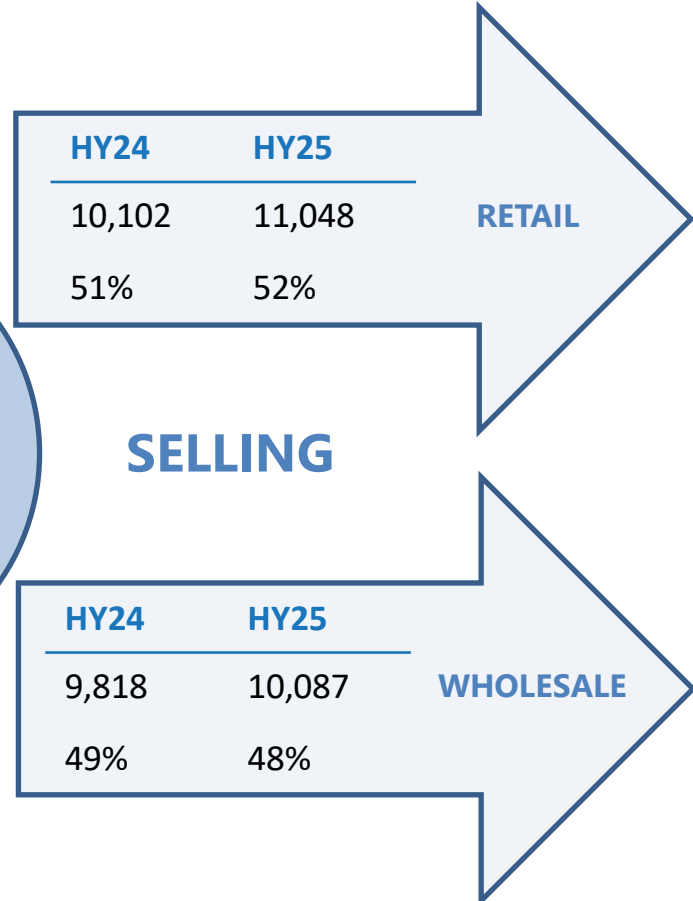 HY24 HY25
10,102 11,048 RETAIL
51% 52%
SELLING
HY24 HY25
9,818 10,087 WHOLESALE
49% 48%